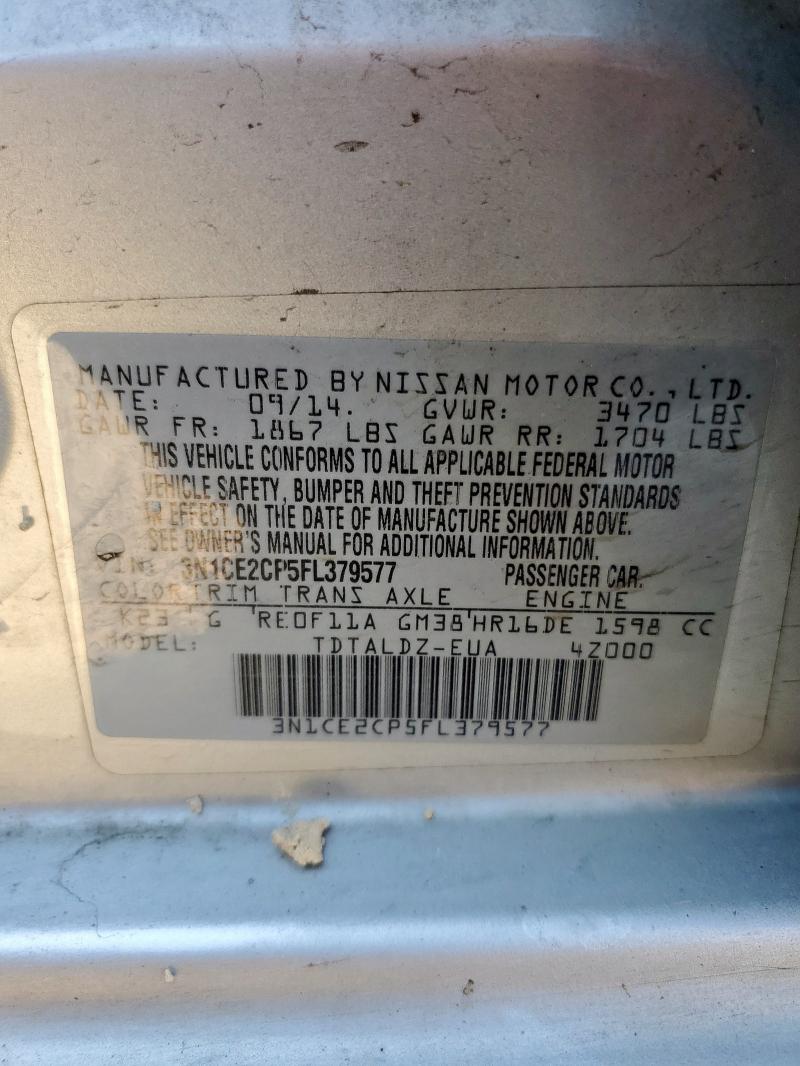 MANUFACTURED BY NISSAN MOTOR CO., LTD.
DATE: 09/14. GVWR: 3470 LBS
GAWR FR: 1867 LBS GAWR RR: 1704 LBS
THIS VEHICLE CONFORMS TO ALL APPLICABLE FEDERAL MOTOR
VEHICLE SAFETY, BUMPER AND THEFT PREVENTION STANDARDS
IN EFFECT ON THE DATE OF MANUFACTURE SHOWN ABOVE.
SEE OWNER'S MANUAL FOR ADDITIONAL INFORMATION.
VIN: 3N1CE2CP5FL379577 PASSENGER CAR.
COLOR TRIM TRANS AXLE ENGINE
K23 G RE0F11A GM38 HR16DE 1598 CC
MODEL: TDTALDZ-EUA 4Z000
3N1CE2CP5FL379577